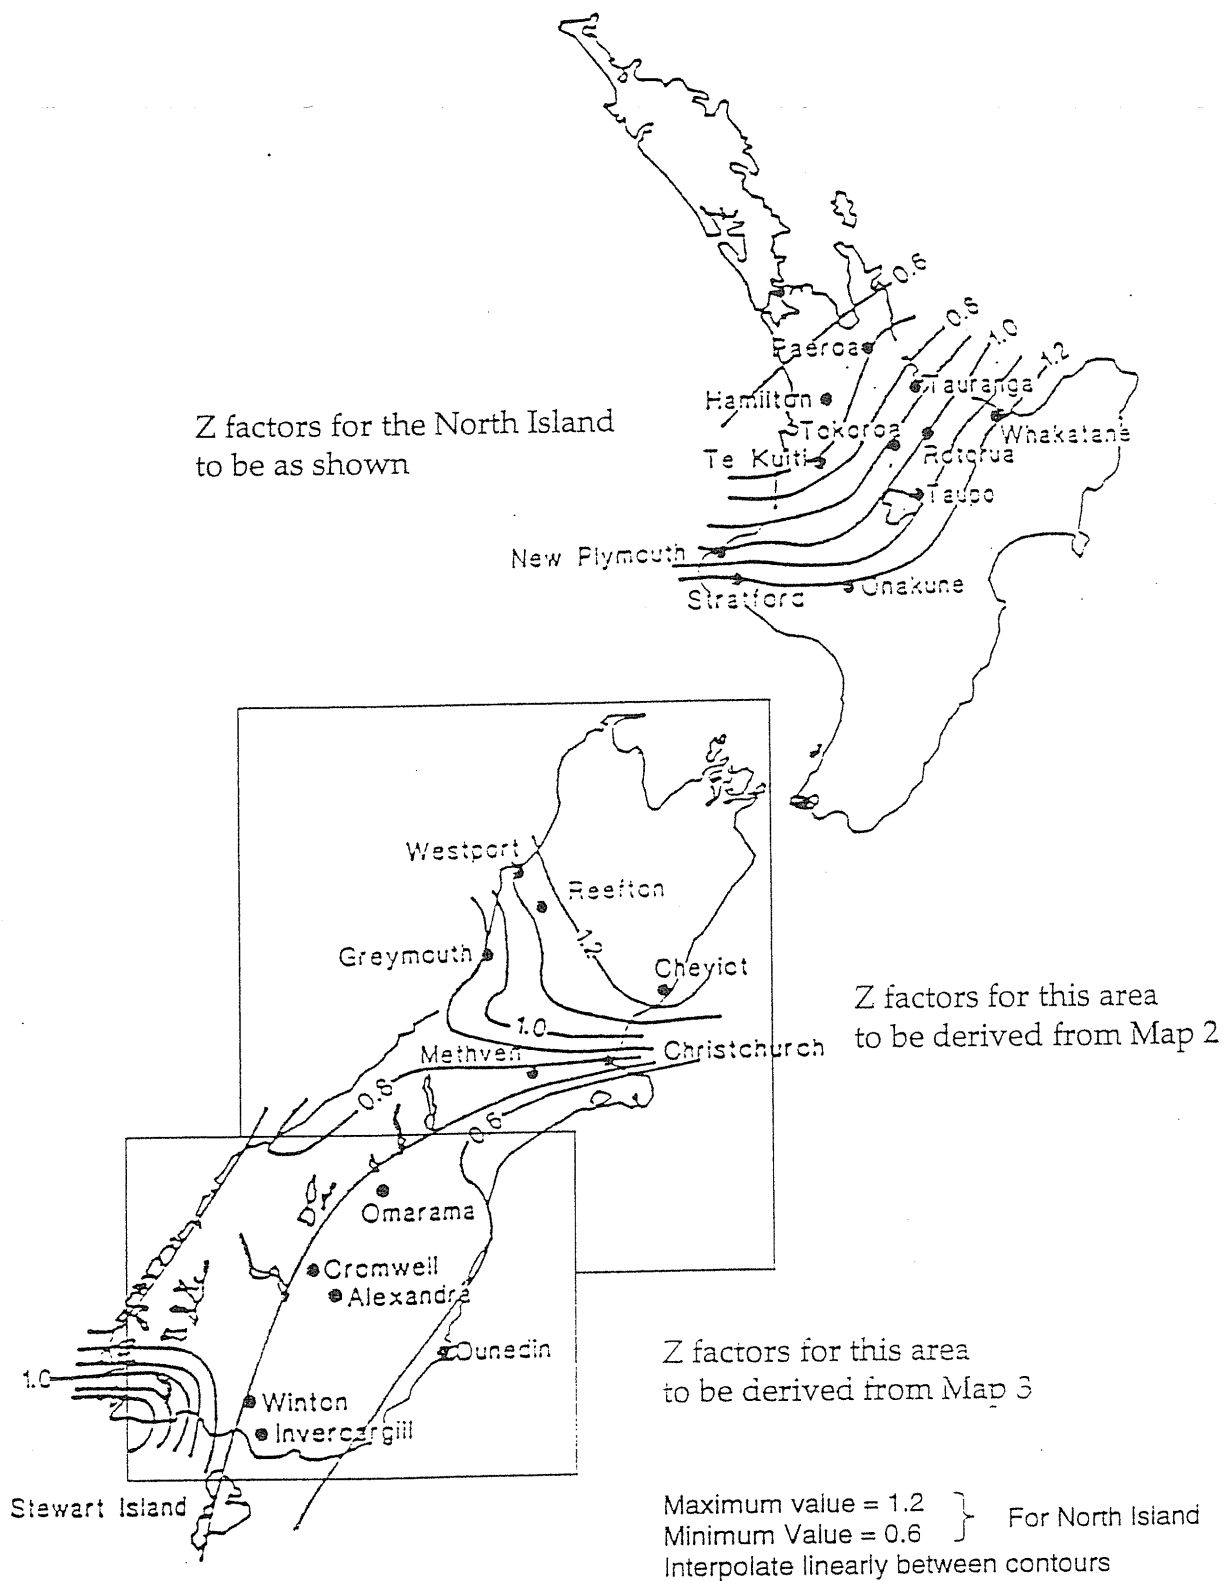 0.6
0.8
1.0
1.2
Paeroa
Tauranga
Hamilton
Z factors for the North Island
to be as shown
Tokoroa
Whakatane
Te Kuiti
Rotorua
Taupo
New Plymouth
Stratford
Ohakune
Westport
Reefton
1.2
Greymouth
Cheviot
Z factors for this area
to be derived from Map 2
1.0
Methven
Christchurch
0.8
0.6
Omarama
Cromwell
Alexandra
Dunedin
Z factors for this area
to be derived from Map 3
1.0
Winton
Invercargill
Stewart Island
Maximum value = 1.2
Minimum Value = 0.6
For North Island
Interpolate linearly between contours